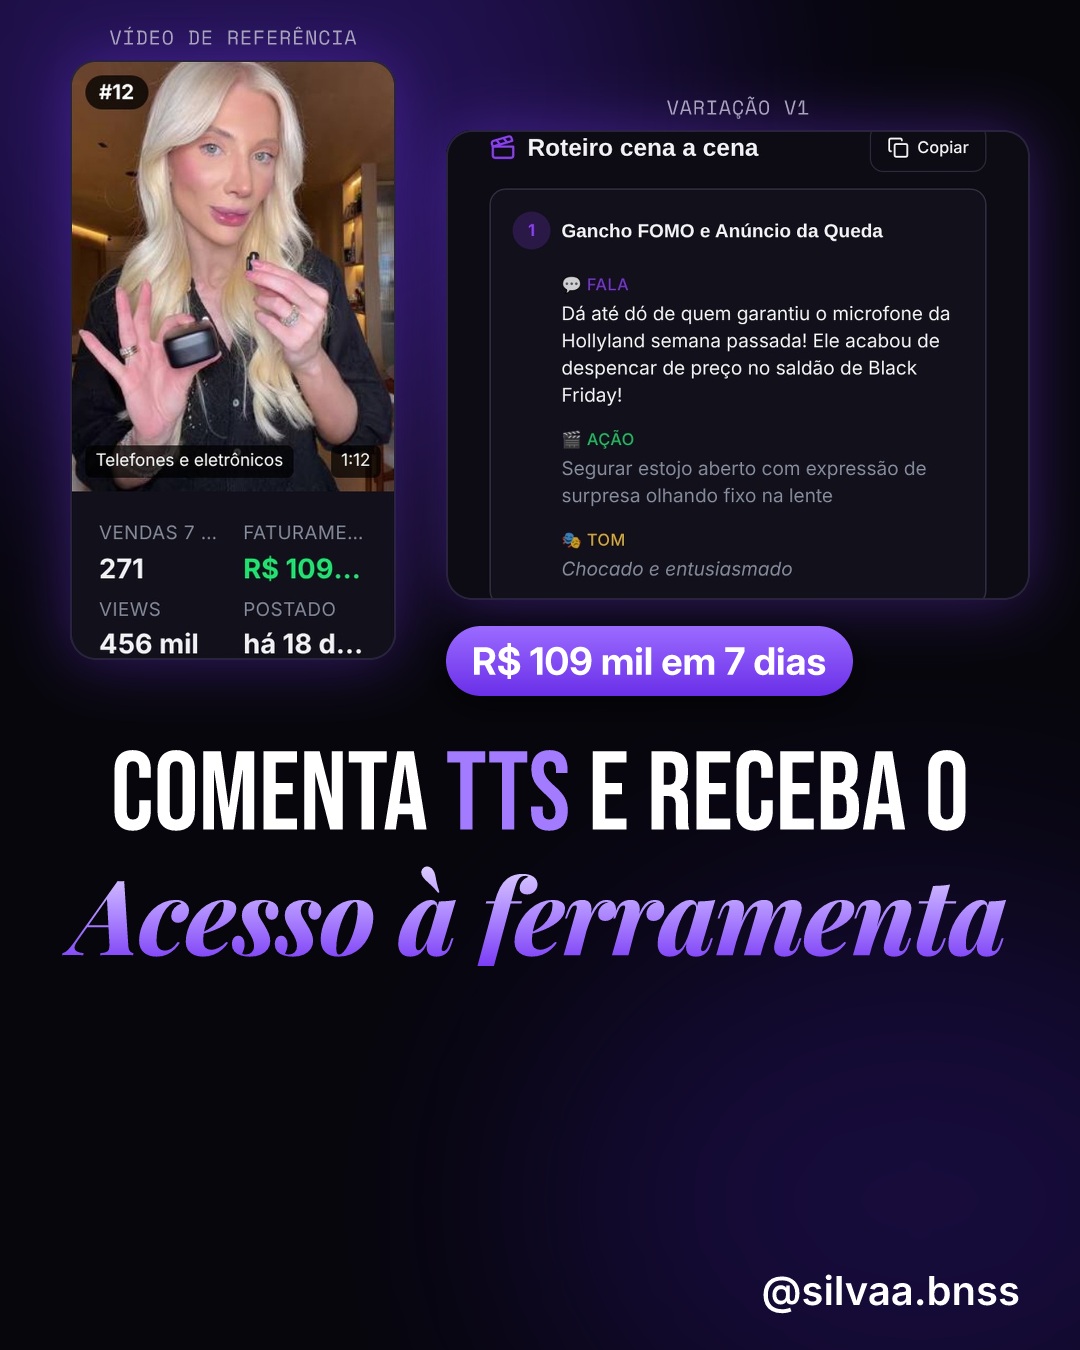 VÍDEO DE REFERÊNCIA
#12
Telefones e eletrônicos
1:12
VENDAS 7 ...
FATURAME...
271
R$ 109...
VIEWS
POSTADO
456 mil
há 18 d...
VARIAÇÃO V1
Roteiro cena a cena
Copiar
1
Gancho FOMO e Anúncio da Queda
FALA
Dá até dó de quem garantiu o microfone da
Hollyland semana passada! Ele acabou de
despencar de preço no saldão de Black
Friday!
AÇÃO
Segurar estojo aberto com expressão de
surpresa olhando fixo na lente
TOM
Chocado e entusiasmado
R$ 109 mil em 7 dias
COMENTA TTS E RECEBA O
Acesso à ferramenta
@silvaa.bnss